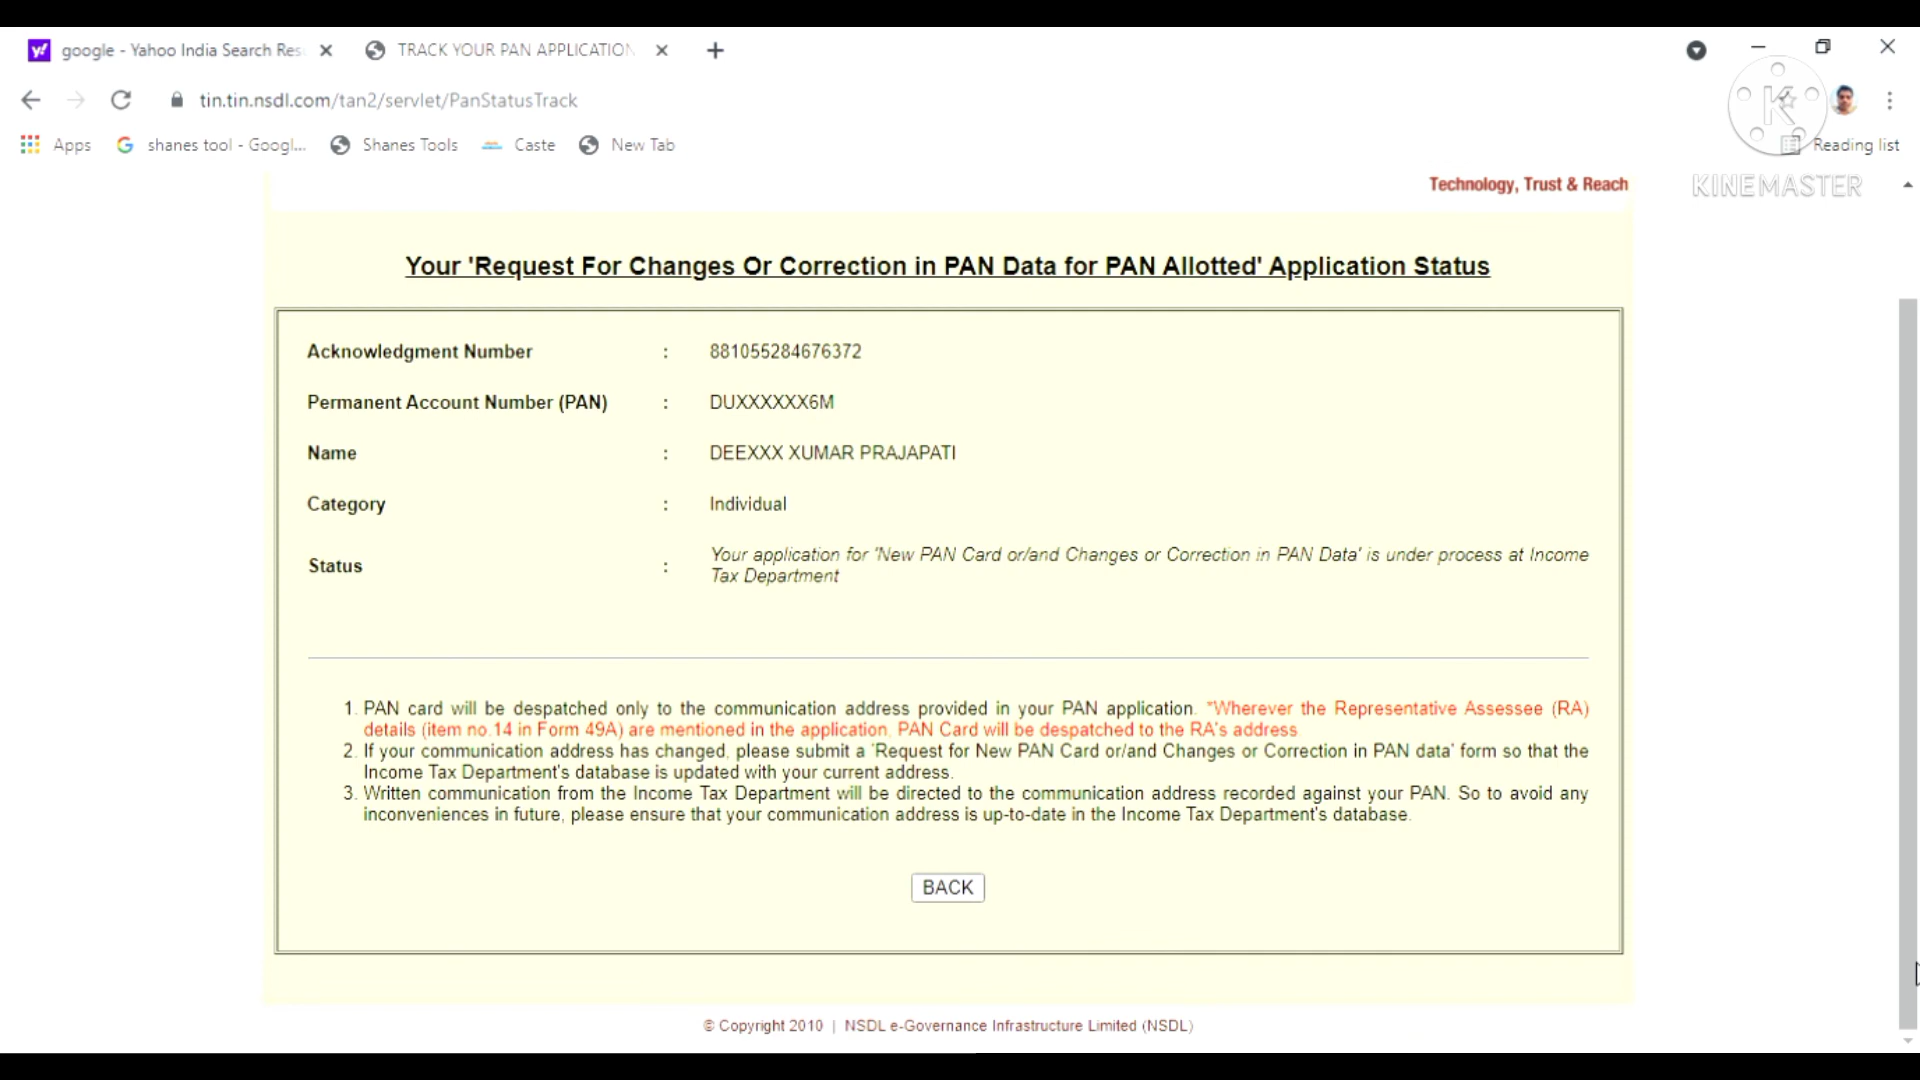 google - Yahoo India Search Res
TRACK YOUR PAN APPLICATION
tin.tin.nsdl.com/tan2/servlet/PanStatusTrack
Apps
shanes tool - Googl...
Shanes Tools
Caste
New Tab
Reading list
KINEMASTER
Technology, Trust & Reach
Your 'Request For Changes Or Correction in PAN Data for PAN Allotted' Application Status
Acknowledgment Number : 881055284676372
Permanent Account Number (PAN) : DUXXXXXX6M
Name : DEEXXX XUMAR PRAJAPATI
Category : Individual
Status : Your application for 'New PAN Card or/and Changes or Correction in PAN Data' is under process at Income
Tax Department
1. PAN card will be despatched only to the communication address provided in your PAN application. "Wherever the Representative Assessee (RA)
details (item no.14 in Form 49A) are mentioned in the application, PAN Card will be despatched to the RA's address
2. If your communication address has changed, please submit a 'Request for New PAN Card or/and Changes or Correction in PAN data' form so that the
Income Tax Department's database is updated with your current address.
3. Written communication from the Income Tax Department will be directed to the communication address recorded against your PAN. So to avoid any
inconveniences in future, please ensure that your communication address is up-to-date in the Income Tax Department's database.
BACK
© Copyright 2010 | NSDL e-Governance Infrastructure Limited (NSDL)